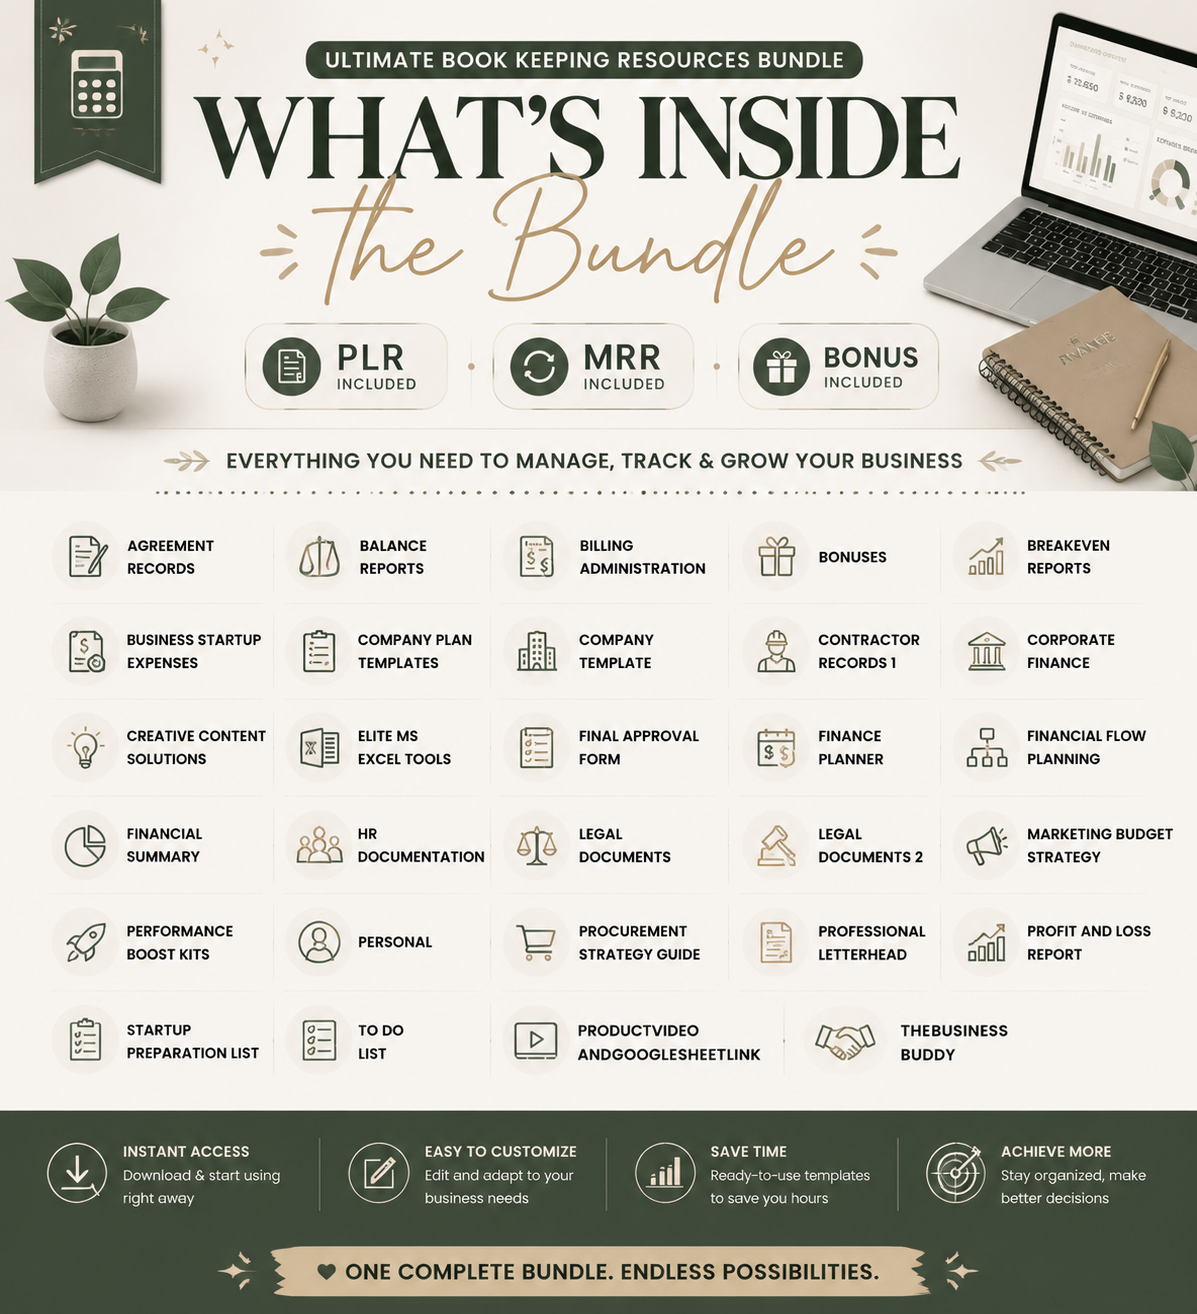 ULTIMATE BOOK KEEPING RESOURCES BUNDLE
WHAT'S INSIDE
the Bundle
PLR
INCLUDED
MRR
INCLUDED
BONUS
INCLUDED
EVERYTHING YOU NEED TO MANAGE, TRACK & GROW YOUR BUSINESS
AGREEMENT
RECORDS
BALANCE
REPORTS
BILLING
ADMINISTRATION
BONUSES
BREAKEVEN
REPORTS
BUSINESS STARTUP
EXPENSES
COMPANY PLAN
TEMPLATES
COMPANY
TEMPLATE
CONTRACTOR
RECORDS 1
CORPORATE
FINANCE
CREATIVE CONTENT
SOLUTIONS
ELITE MS
EXCEL TOOLS
FINAL APPROVAL
FORM
FINANCE
PLANNER
FINANCIAL FLOW
PLANNING
FINANCIAL
SUMMARY
HR
DOCUMENTATION
LEGAL
DOCUMENTS
LEGAL
DOCUMENTS 2
MARKETING BUDGET
STRATEGY
PERFORMANCE
BOOST KITS
PERSONAL
PROCUREMENT
STRATEGY GUIDE
PROFESSIONAL
LETTERHEAD
PROFIT AND LOSS
REPORT
STARTUP
PREPARATION LIST
TO DO
LIST
PRODUCTVIDEO
ANDGOOGLESHEETLINK
THEBUSINESS
BUDDY
INSTANT ACCESS
Download & start using
right away
EASY TO CUSTOMIZE
Edit and adapt to your
business needs
SAVE TIME
Ready-to-use templates
to save you hours
ACHIEVE MORE
Stay organized, make
better decisions
ONE COMPLETE BUNDLE. ENDLESS POSSIBILITIES.